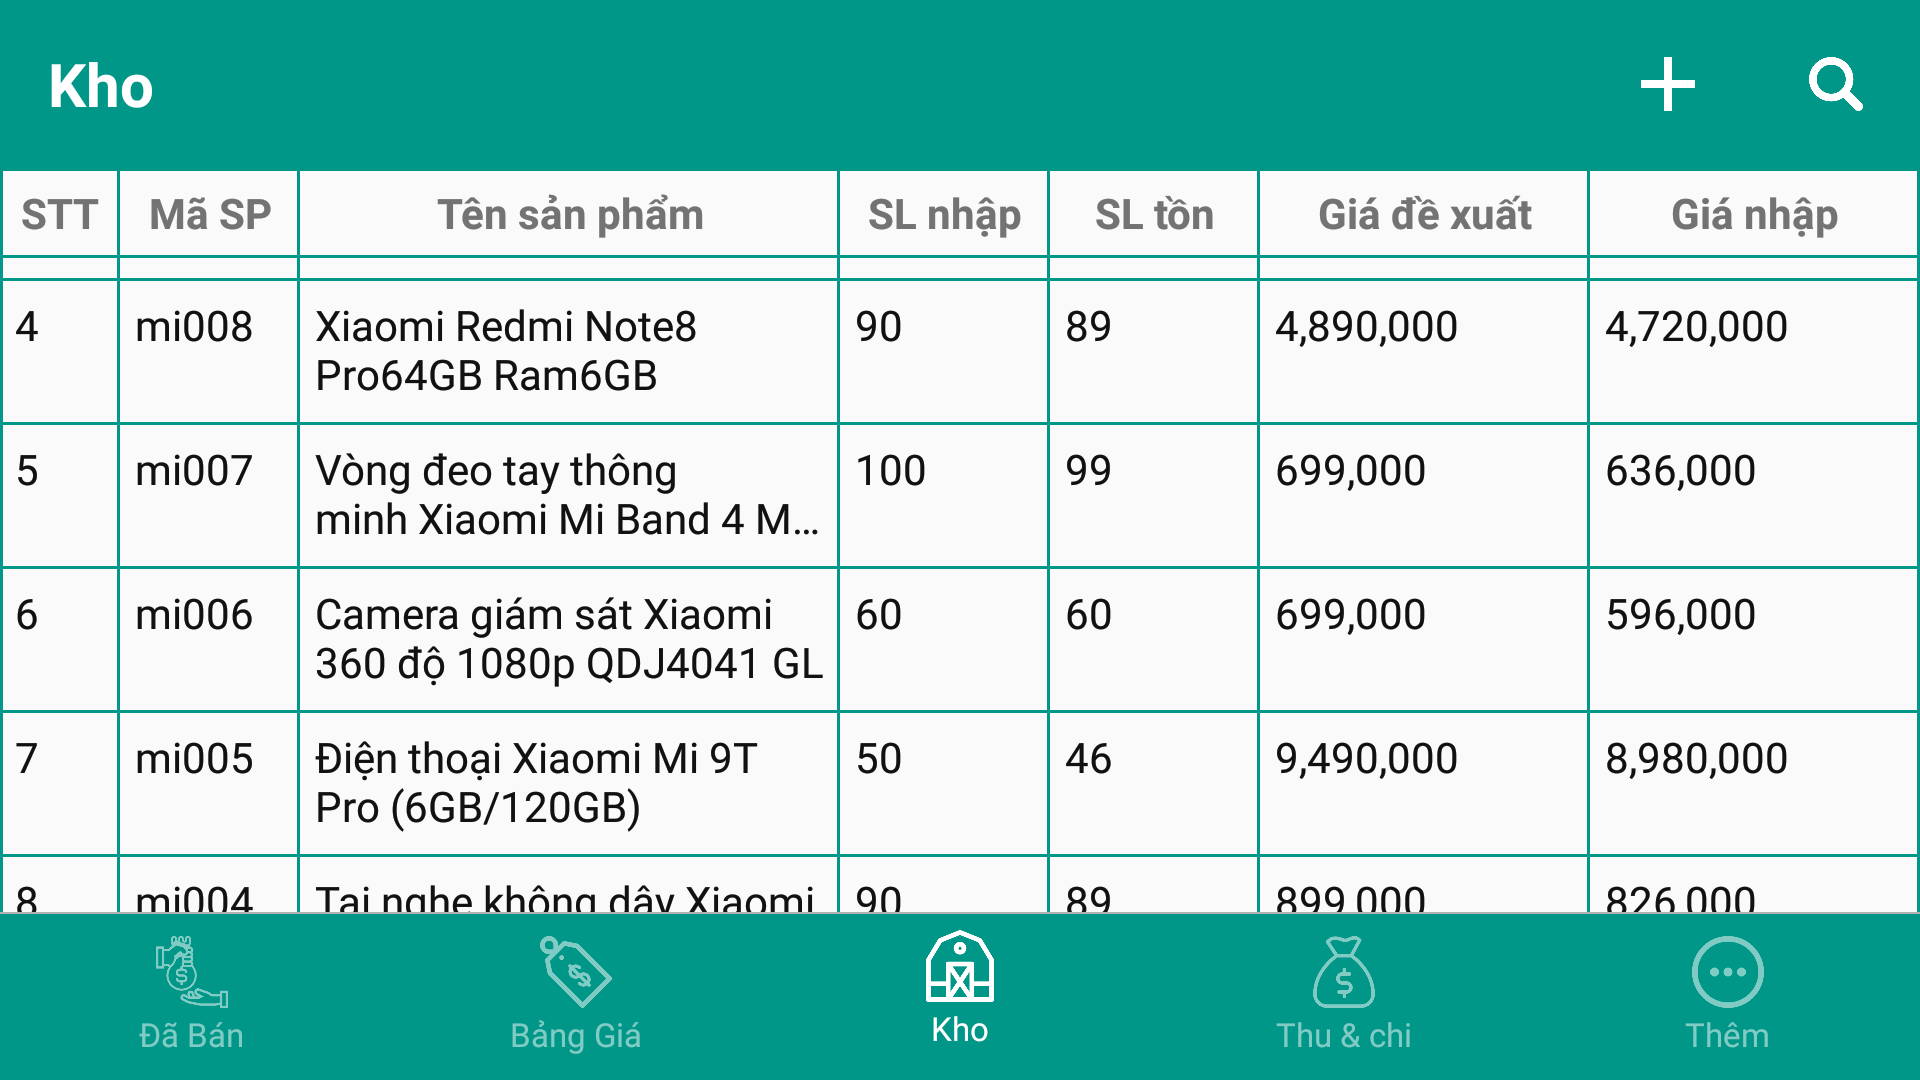 Kho
STT Mã SP Tên sản phẩm SL nhập SL tồn Giá đề xuất Giá nhập
4 mi008 Xiaomi Redmi Note8 90 89 4,890,000 4,720,000
Pro64GB Ram6GB
5 mi007 Vòng đeo tay thông 100 99 699,000 636,000
minh Xiaomi Mi Band 4 M...
6 mi006 Camera giám sát Xiaomi 60 60 699,000 596,000
360 độ 1080p QDJ4041 GL
7 mi005 Điện thoại Xiaomi Mi 9T 50 46 9,490,000 8,980,000
Pro (6GB/120GB)
8 mi004 Tai nghe không dây Xiaomi 90 89 899,000 826,000
Đã Bán Bảng Giá Kho Thu & chi Thêm